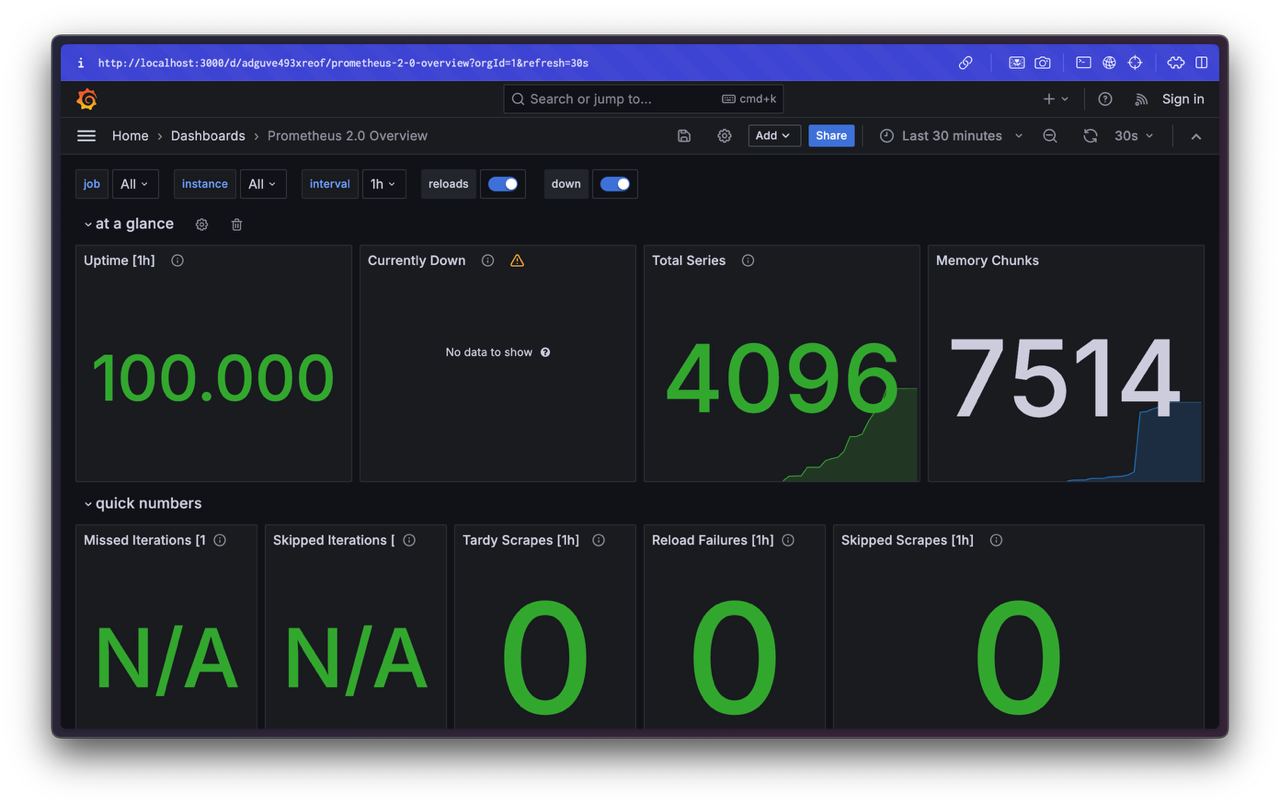 http://localhost:3000/d/adguve493xreof/prometheus-2-0-overview?orgId=1&refresh=30s
Search or jump to... cmd+k Sign in
Home › Dashboards › Prometheus 2.0 Overview Add Share Last 30 minutes 30s
job All instance All interval 1h reloads down
at a glance
Uptime [1h] Currently Down Total Series Memory Chunks
No data to show
100.000 4096 7514
quick numbers
Missed Iterations [1 Skipped Iterations [ Tardy Scrapes [1h] Reload Failures [1h] Skipped Scrapes [1h]
N/A N/A 0 0 0